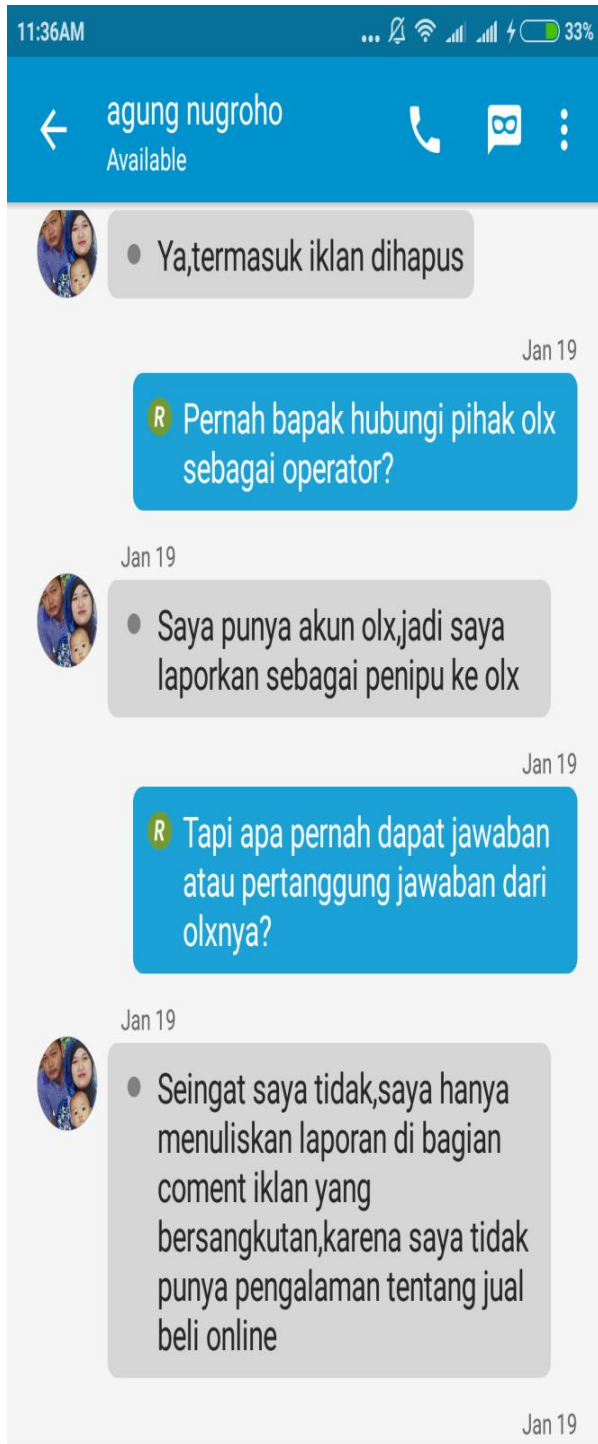 11:36AM ... 33%
agung nugroho
Available
Ya,termasuk iklan dihapus
Jan 19
R Pernah bapak hubungi pihak olx
sebagai operator?
Jan 19
Saya punya akun olx,jadi saya
laporkan sebagai penipu ke olx
Jan 19
R Tapi apa pernah dapat jawaban
atau pertanggung jawaban dari
olxnya?
Jan 19
Seingat saya tidak,saya hanya
menuliskan laporan di bagian
coment iklan yang
bersangkutan,karena saya tidak
punya pengalaman tentang jual
beli online
Jan 19